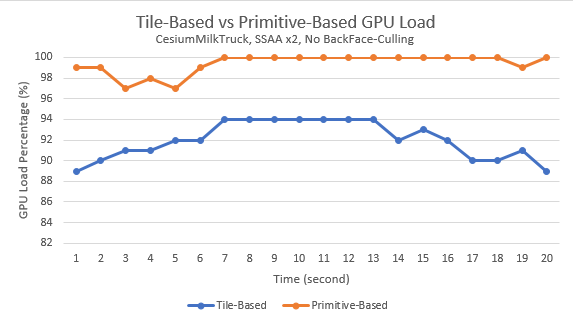 Tile-Based vs Primitive-Based GPU Load
CesiumMilkTruck, SSAA x2, No BackFace-Culling
GPU Load Percentage (%)
100
98
96
94
92
90
88
86
84
82
1 2 3 4 5 6 7 8 9 10 11 12 13 14 15 16 17 18 19 20
Time (second)
Tile-Based Primitive-Based